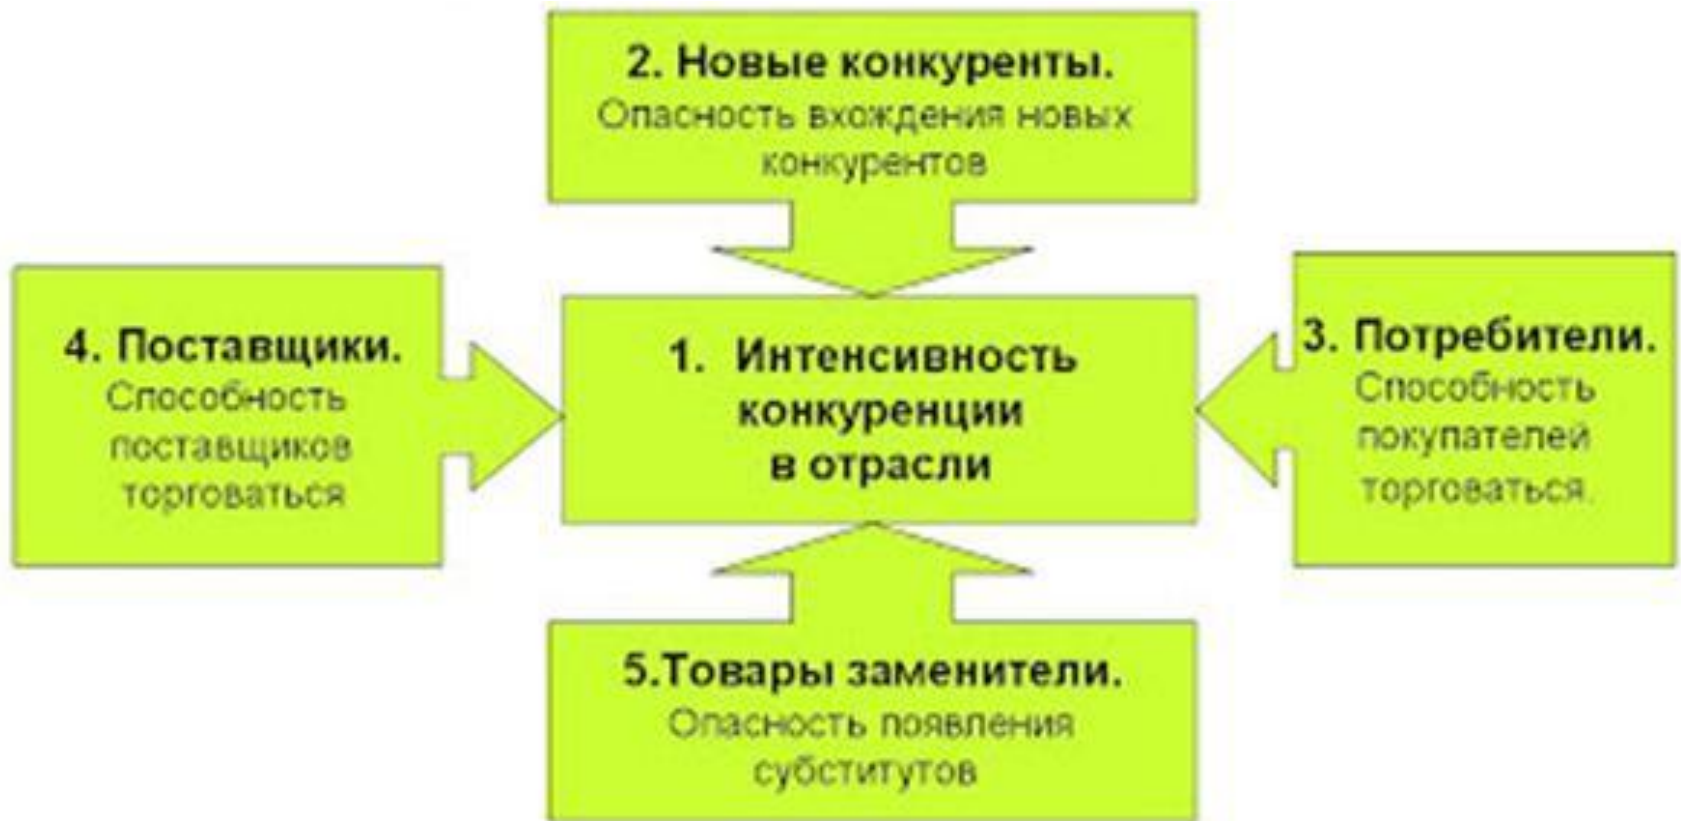 2. Новые конкуренты.
Опасность вхождения новых
конкурентов
4. Поставщики.
Способность
поставщиков
торговаться
1. Интенсивность
конкуренции
в отрасли
3. Потребители.
Способность
покупателей
торговаться.
5.Товары заменители.
Опасность появления
субститутов